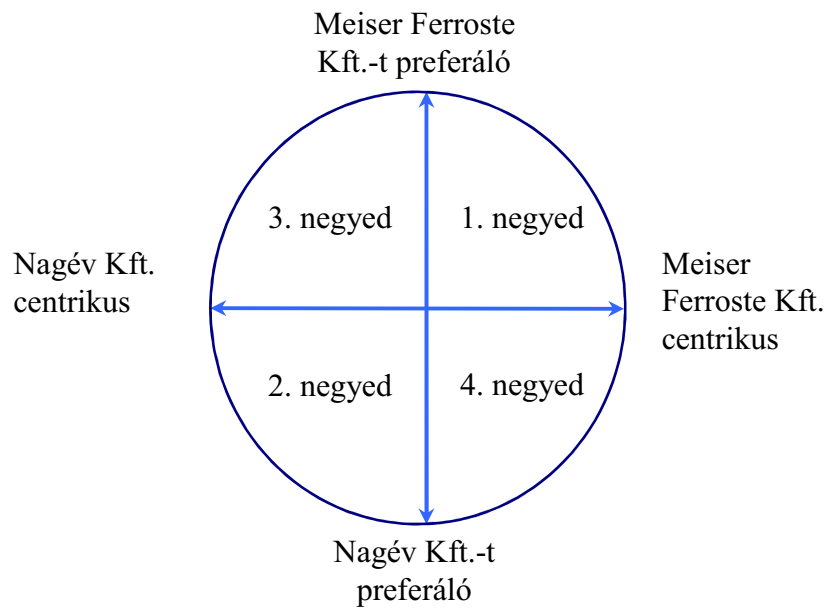 Meiser Ferroste
Kft.-t preferáló
3. negyed
1. negyed
Nagév Kft.
centrikus
Meiser
Ferroste Kft.
centrikus
2. negyed
4. negyed
Nagév Kft.-t
preferáló